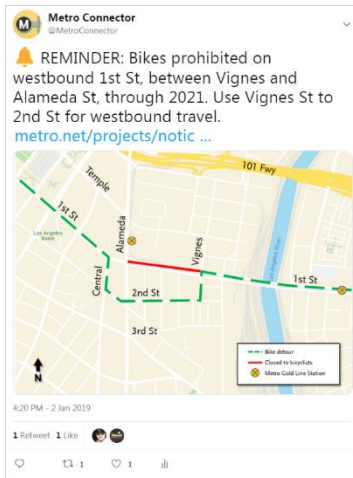 Metro Connector
@MetroConnector
REMINDER: Bikes prohibited on
westbound 1st St, between Vignes and
Alameda St, through 2021. Use Vignes St to
2nd St for westbound travel.
metro.net/projects/notic ...
101 Fwy
Temple
1st St
Alameda
Vignes
Central
Los Angeles River
1st St
2nd St
3rd St
N
Bike detour
Closed to bicyclists
Metro Gold Line Station
4:20 PM - 2 Jan 2019
1 Retweet 1 Like
1
1